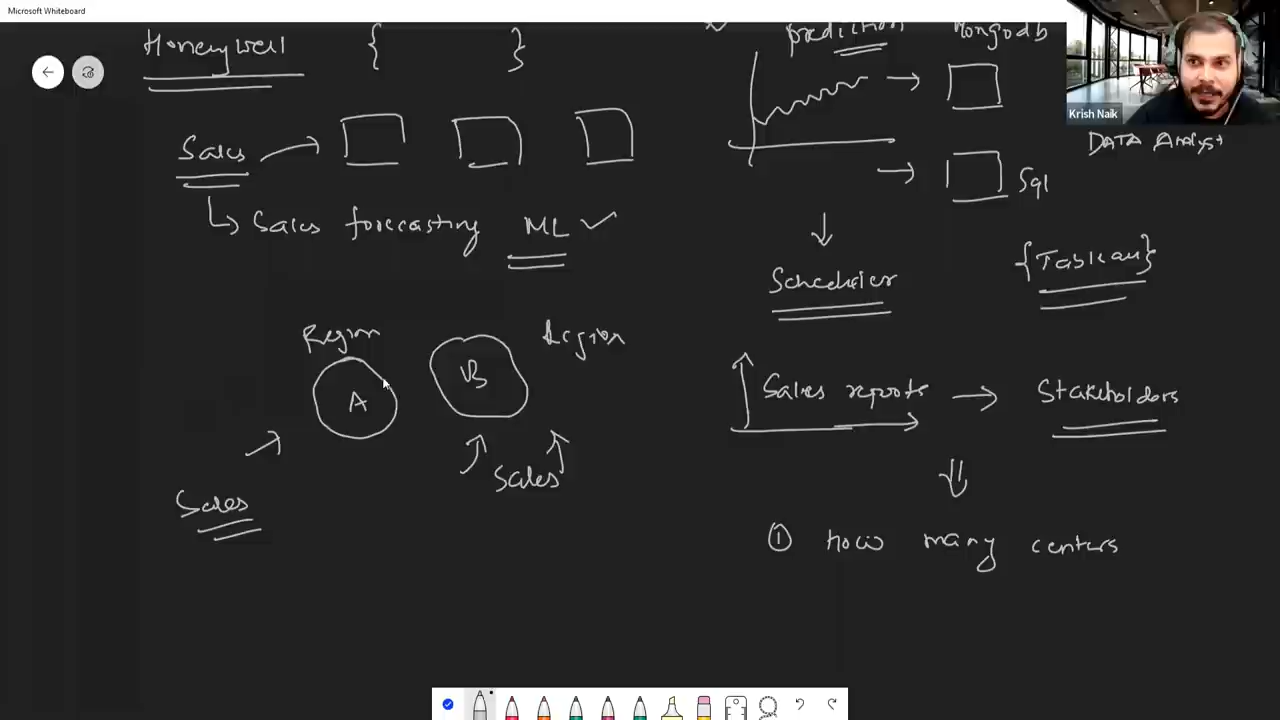 Microsoft Whiteboard
Honeywell { }
prediction Mongodb
Krish Naik
DATA Analyst
Sales
Sql
Sales forecasting ML
Scheduler
{Tableau}
Region
Region
A
B
Sales reports
Stakeholders
Sales
Sales
1 how many centers